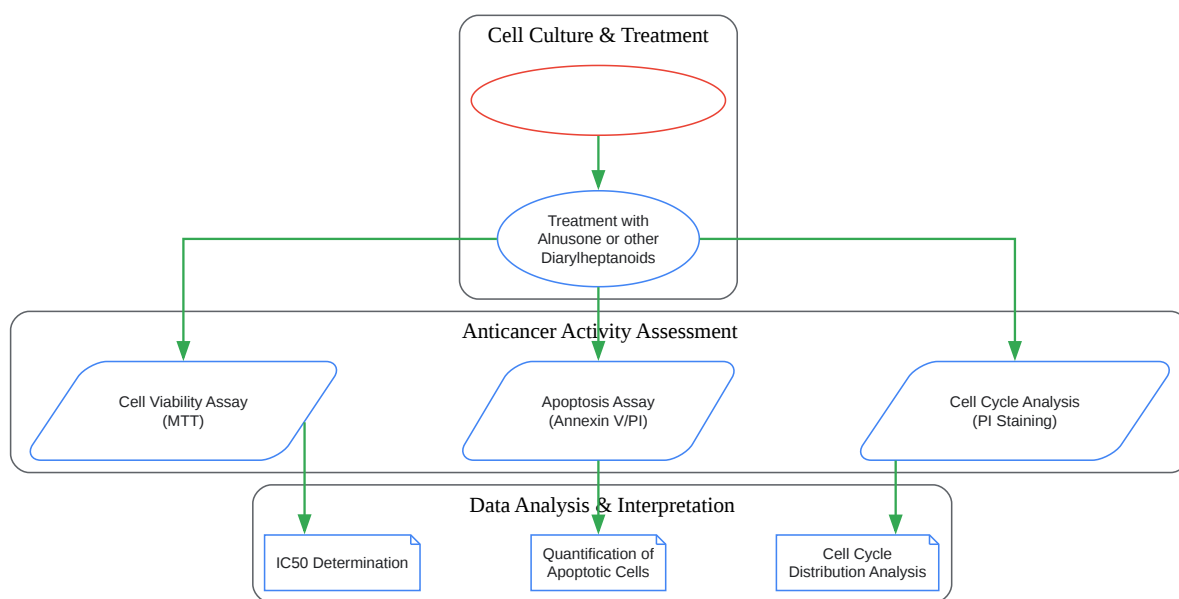 Cell Culture & Treatment
Treatment with
Alnusone or other
Diarylheptanoids
Anticancer Activity Assessment
Cell Viability Assay
(MTT)
Apoptosis Assay
(Annexin V/PI)
Cell Cycle Analysis
(PI Staining)
Data Analysis & Interpretation
IC50 Determination
Quantification of
Apoptotic Cells
Cell Cycle
Distribution Analysis